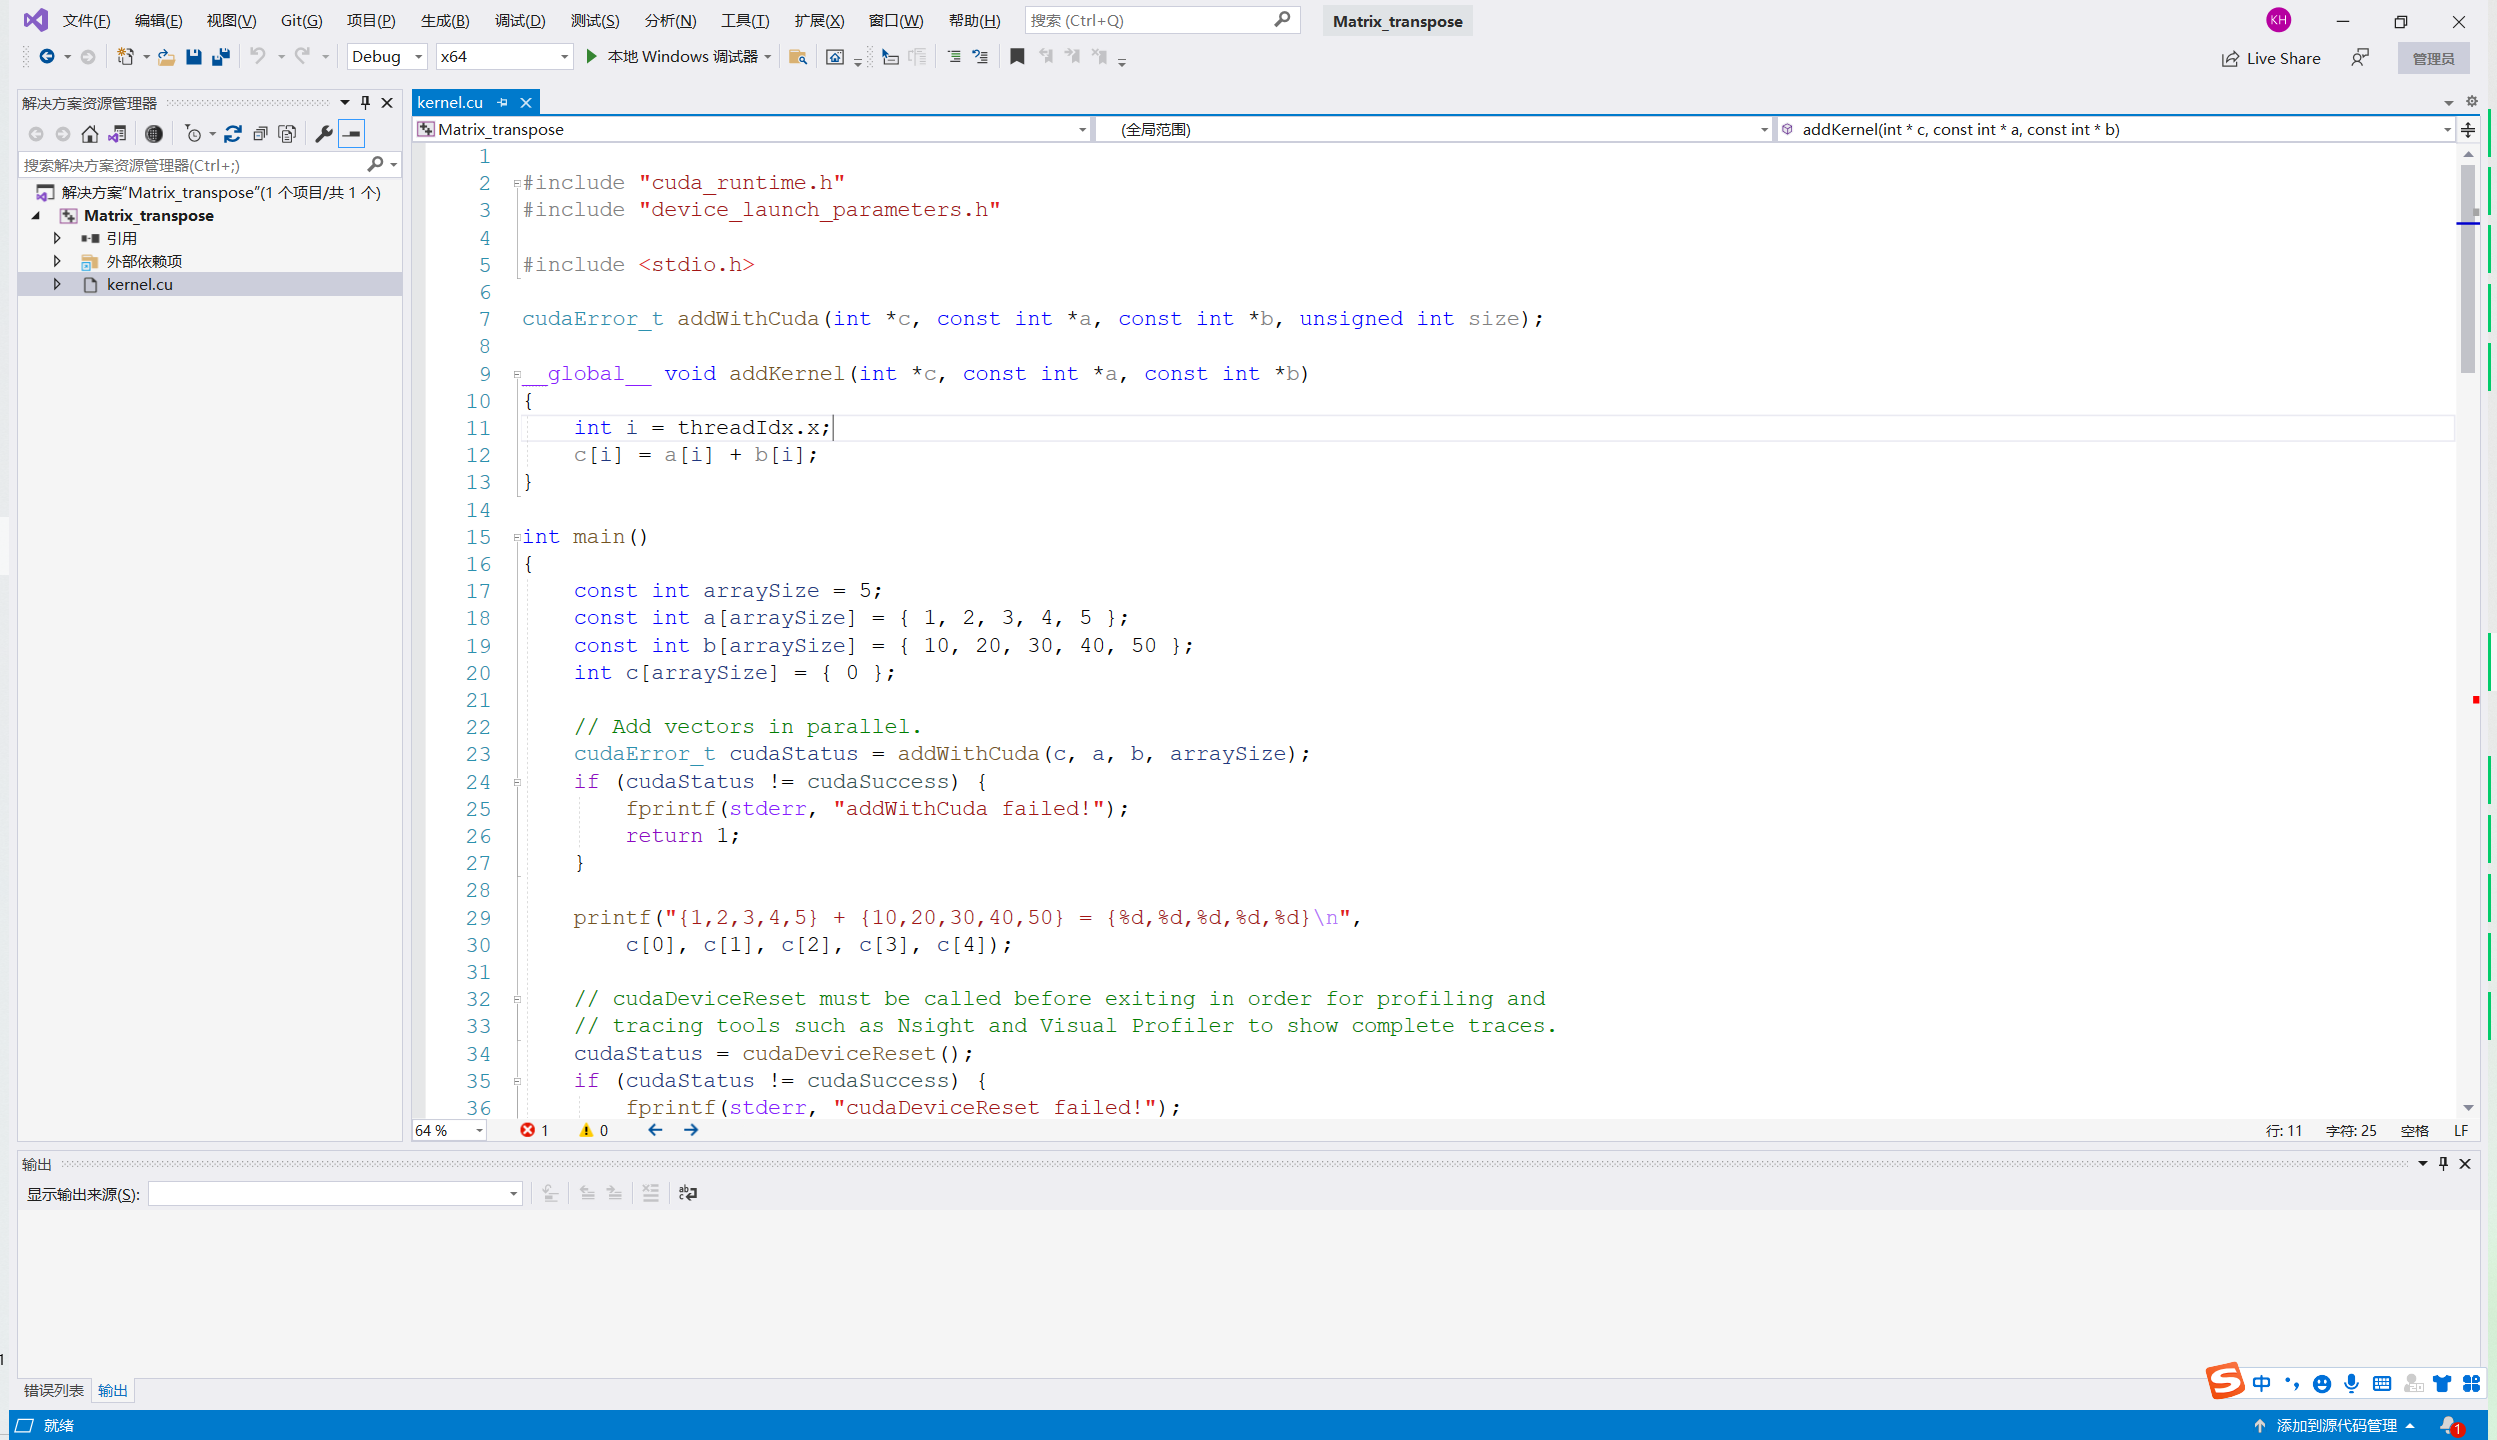 文件(F) 编辑(E) 视图(V) Git(G) 项目(P) 生成(B) 调试(D) 测试(S) 分析(N) 工具(T) 扩展(X) 窗口(W) 帮助(H) 搜索 (Ctrl+Q) Matrix_transpose KH
Debug x64 本地 Windows 调试器 Live Share 管理员
解决方案资源管理器
搜索解决方案资源管理器(Ctrl+;)
解决方案"Matrix_transpose"(1 个项目/共 1 个)
Matrix_transpose
引用
外部依赖项
kernel.cu
kernel.cu
Matrix_transpose (全局范围) addKernel(int * c, const int * a, const int * b)
1
2 #include "cuda_runtime.h"
3 #include "device_launch_parameters.h"
4
5 #include <stdio.h>
6
7 cudaError_t addWithCuda(int *c, const int *a, const int *b, unsigned int size);
8
9 __global__ void addKernel(int *c, const int *a, const int *b)
10 {
11     int i = threadIdx.x;
12     c[i] = a[i] + b[i];
13 }
14
15 int main()
16 {
17     const int arraySize = 5;
18     const int a[arraySize] = { 1, 2, 3, 4, 5 };
19     const int b[arraySize] = { 10, 20, 30, 40, 50 };
20     int c[arraySize] = { 0 };
21
22     // Add vectors in parallel.
23     cudaError_t cudaStatus = addWithCuda(c, a, b, arraySize);
24     if (cudaStatus != cudaSuccess) {
25         fprintf(stderr, "addWithCuda failed!");
26         return 1;
27     }
28
29     printf("{1,2,3,4,5} + {10,20,30,40,50} = {%d,%d,%d,%d,%d}\n",
30         c[0], c[1], c[2], c[3], c[4]);
31
32     // cudaDeviceReset must be called before exiting in order for profiling and
33     // tracing tools such as Nsight and Visual Profiler to show complete traces.
34     cudaStatus = cudaDeviceReset();
35     if (cudaStatus != cudaSuccess) {
36         fprintf(stderr, "cudaDeviceReset failed!");
64 % 1 0 行: 11 字符: 25 空格 LF
输出
显示输出来源(S):
1
错误列表 输出
中
就绪 添加到源代码管理 1